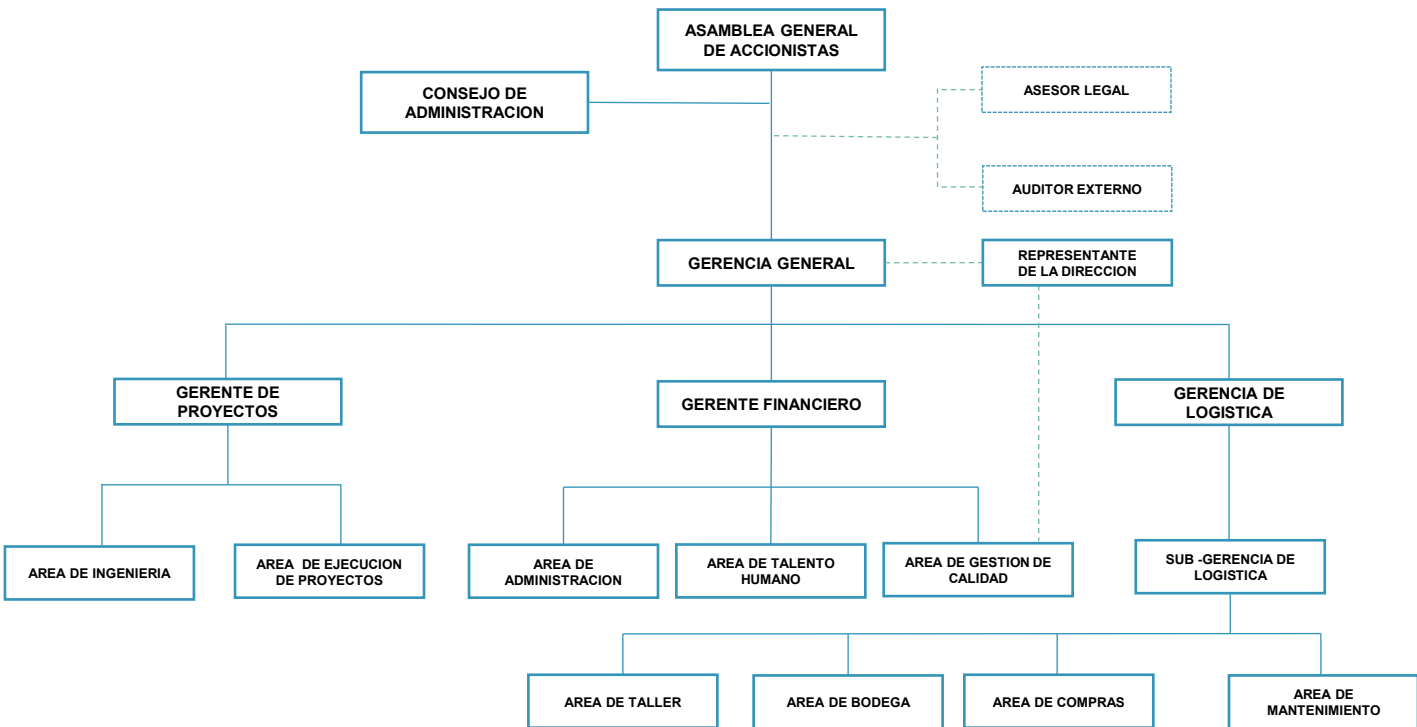 ASAMBLEA GENERAL
DE ACCIONISTAS
CONSEJO DE
ADMINISTRACION
ASESOR LEGAL
AUDITOR EXTERNO
GERENCIA GENERAL
REPRESENTANTE
DE LA DIRECCION
GERENTE DE
PROYECTOS
GERENTE FINANCIERO
GERENCIA DE
LOGISTICA
AREA DE INGENIERIA
AREA DE EJECUCION
DE PROYECTOS
AREA DE
ADMINISTRACION
AREA DE TALENTO
HUMANO
AREA DE GESTION DE
CALIDAD
SUB -GERENCIA DE
LOGISTICA
AREA DE TALLER
AREA DE BODEGA
AREA DE COMPRAS
AREA DE
MANTENIMIENTO